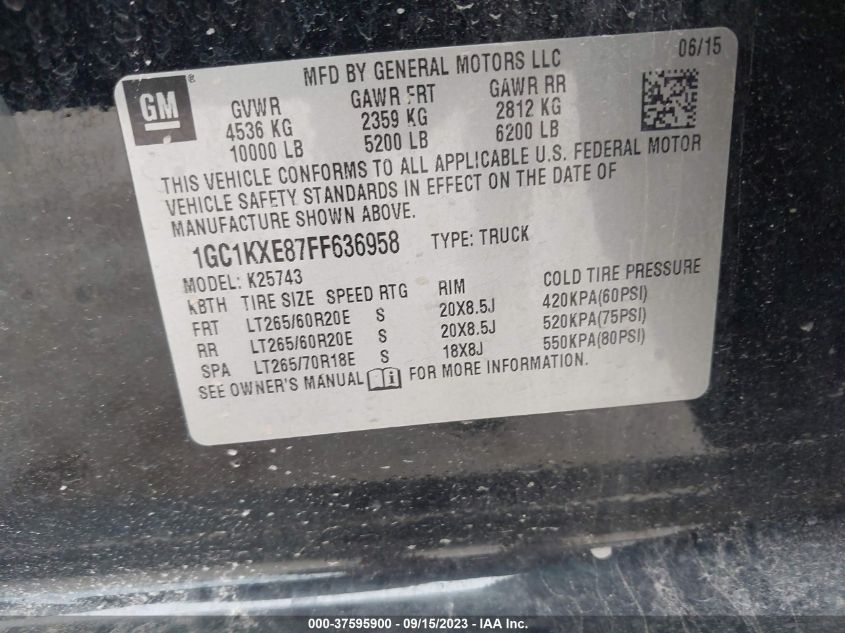 MFD BY GENERAL MOTORS LLC 06/15
GM ®
GVWR GAWR FRT GAWR RR
4536 KG 2359 KG 2812 KG
10000 LB 5200 LB 6200 LB
THIS VEHICLE CONFORMS TO ALL APPLICABLE U.S. FEDERAL MOTOR
VEHICLE SAFETY STANDARDS IN EFFECT ON THE DATE OF
MANUFACTURE SHOWN ABOVE.
1GC1KXE87FF636958 TYPE: TRUCK
MODEL: K25743
KBTH TIRE SIZE SPEED RTG RIM COLD TIRE PRESSURE
FRT LT265/60R20E S 20X8.5J 420KPA(60PSI)
RR LT265/60R20E S 20X8.5J 520KPA(75PSI)
SPA LT265/70R18E S 18X8J 550KPA(80PSI)
SEE OWNER'S MANUAL i FOR MORE INFORMATION.
000-37595900 - 09/15/2023 - IAA Inc.